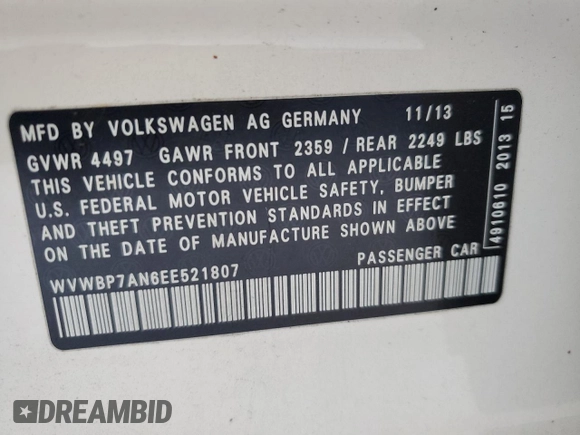 MFD BY VOLKSWAGEN AG GERMANY 11/13
GVWR 4497 GAWR FRONT 2359 / REAR 2249 LBS
THIS VEHICLE CONFORMS TO ALL APPLICABLE
U.S. FEDERAL MOTOR VEHICLE SAFETY, BUMPER
AND THEFT PREVENTION STANDARDS IN EFFECT
ON THE DATE OF MANUFACTURE SHOWN ABOVE
WVWBP7AN6EE521807 PASSENGER CAR
4910610 2013 15
DREAMBID